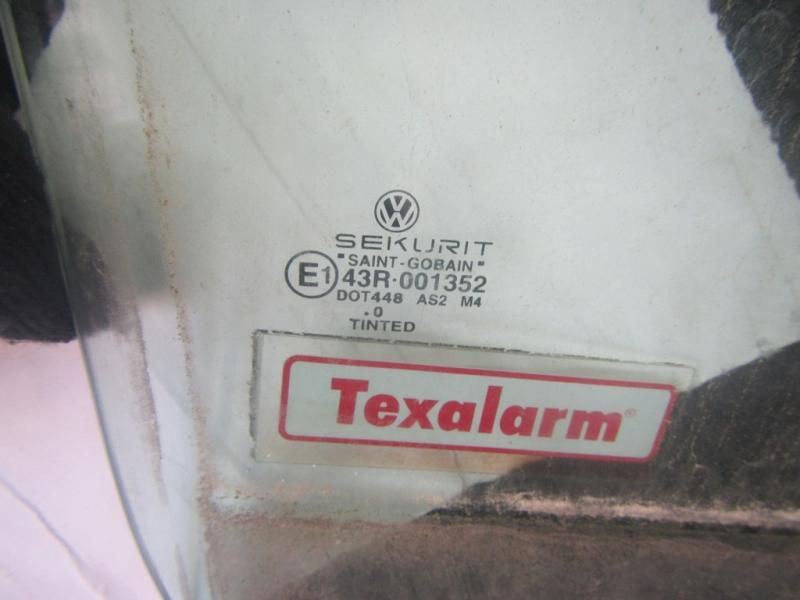 SEKURIT
"SAINT-GOBAIN"
E1 43R-001352
DOT448 AS2 M4
.0
TINTED
Texalarm®